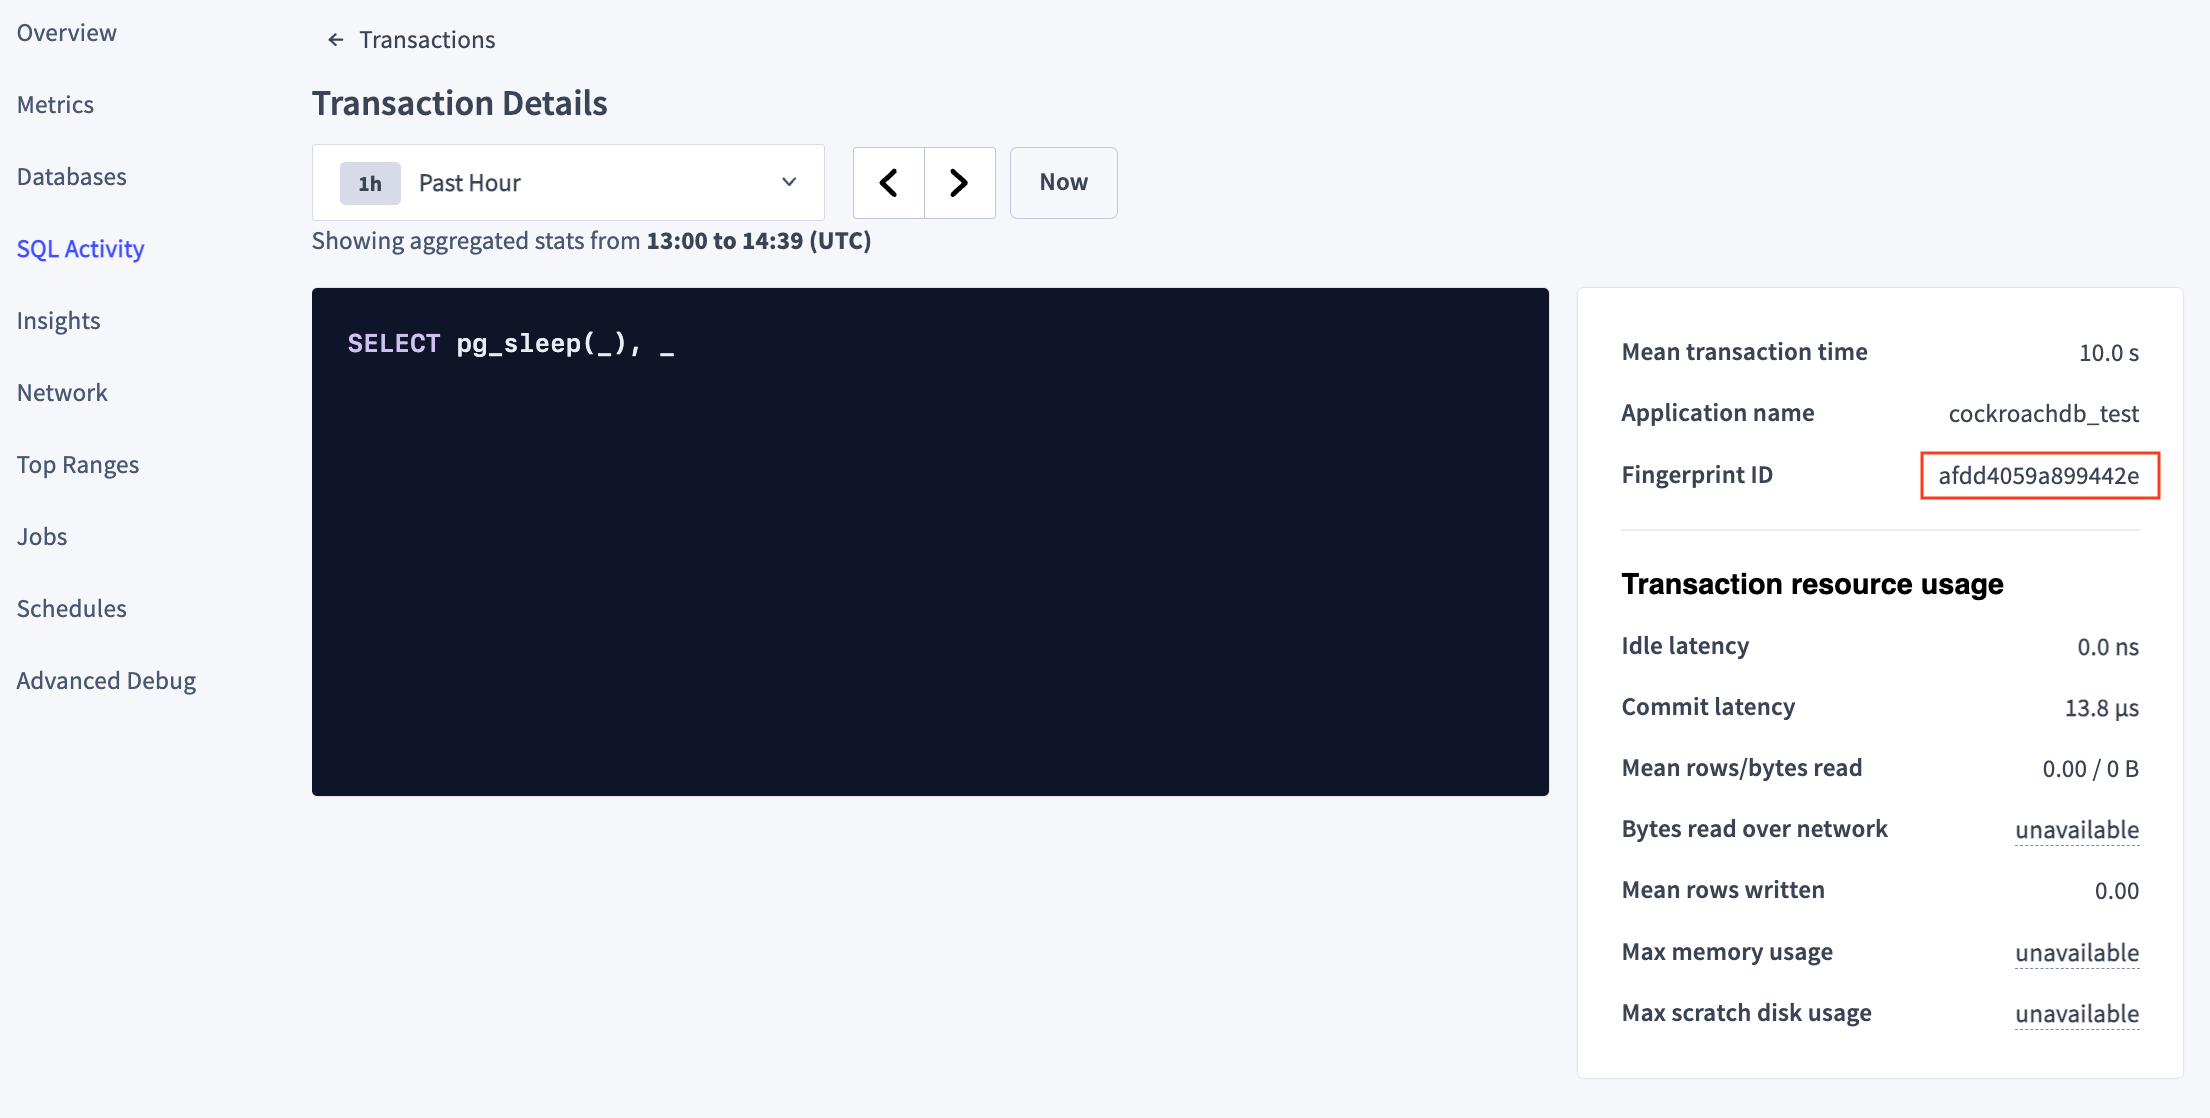 Overview
Metrics
Databases
SQL Activity
Insights
Network
Top Ranges
Jobs
Schedules
Advanced Debug
← Transactions
Transaction Details
1h Past Hour
Now
Showing aggregated stats from 13:00 to 14:39 (UTC)
SELECT pg_sleep(_), _
Mean transaction time 10.0 s
Application name cockroachdb_test
Fingerprint ID afdd4059a899442e
Transaction resource usage
Idle latency 0.0 ns
Commit latency 13.8 µs
Mean rows/bytes read 0.00 / 0 B
Bytes read over network unavailable
Mean rows written 0.00
Max memory usage unavailable
Max scratch disk usage unavailable